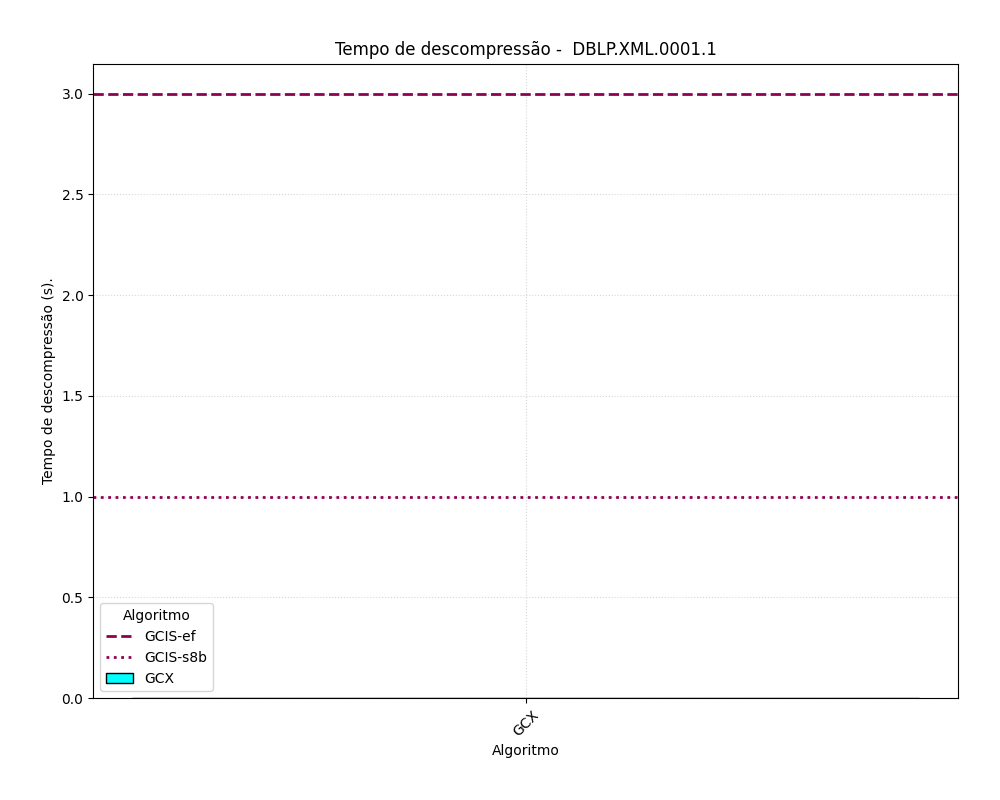 Tempo de descompressão -  DBLP.XML.0001.1
Tempo de descompressão (s).
3.0
2.5
2.0
1.5
1.0
0.5
0.0
Algoritmo
GCIS-ef
GCIS-s8b
GCX
GCX
Algoritmo